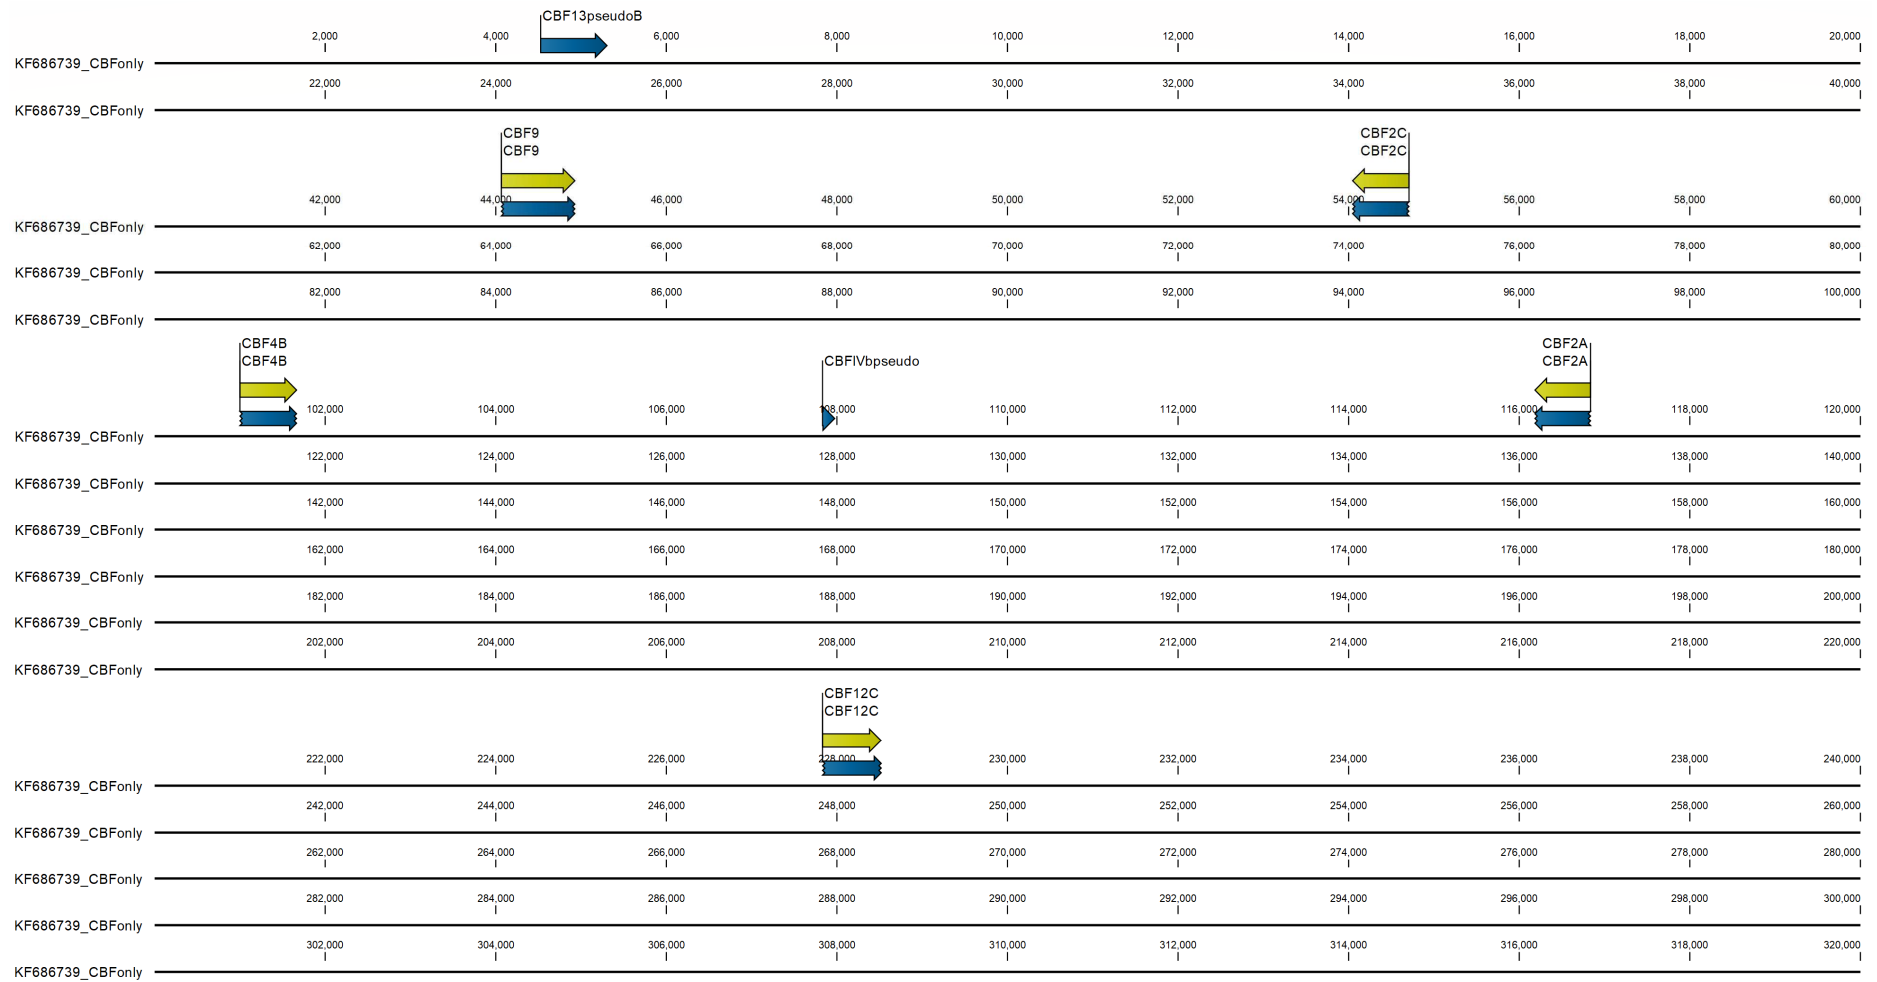 CBF13pseudoB
2,000 4,000 6,000 8,000 10,000 12,000 14,000 16,000 18,000 20,000
KF686739_CBFonly
22,000 24,000 26,000 28,000 30,000 32,000 34,000 36,000 38,000 40,000
KF686739_CBFonly
CBF9 CBF2C
CBF9 CBF2C
42,000 44,000 46,000 48,000 50,000 52,000 54,000 56,000 58,000 60,000
KF686739_CBFonly
62,000 64,000 66,000 68,000 70,000 72,000 74,000 76,000 78,000 80,000
KF686739_CBFonly
82,000 84,000 86,000 88,000 90,000 92,000 94,000 96,000 98,000 100,000
KF686739_CBFonly
CBF4B CBF2A
CBF4B CBFIVbpseudo CBF2A
102,000 104,000 106,000 108,000 110,000 112,000 114,000 116,000 118,000 120,000
KF686739_CBFonly
122,000 124,000 126,000 128,000 130,000 132,000 134,000 136,000 138,000 140,000
KF686739_CBFonly
142,000 144,000 146,000 148,000 150,000 152,000 154,000 156,000 158,000 160,000
KF686739_CBFonly
162,000 164,000 166,000 168,000 170,000 172,000 174,000 176,000 178,000 180,000
KF686739_CBFonly
182,000 184,000 186,000 188,000 190,000 192,000 194,000 196,000 198,000 200,000
KF686739_CBFonly
202,000 204,000 206,000 208,000 210,000 212,000 214,000 216,000 218,000 220,000
KF686739_CBFonly
CBF12C
CBF12C
222,000 224,000 226,000 228,000 230,000 232,000 234,000 236,000 238,000 240,000
KF686739_CBFonly
242,000 244,000 246,000 248,000 250,000 252,000 254,000 256,000 258,000 260,000
KF686739_CBFonly
262,000 264,000 266,000 268,000 270,000 272,000 274,000 276,000 278,000 280,000
KF686739_CBFonly
282,000 284,000 286,000 288,000 290,000 292,000 294,000 296,000 298,000 300,000
KF686739_CBFonly
302,000 304,000 306,000 308,000 310,000 312,000 314,000 316,000 318,000 320,000
KF686739_CBFonly